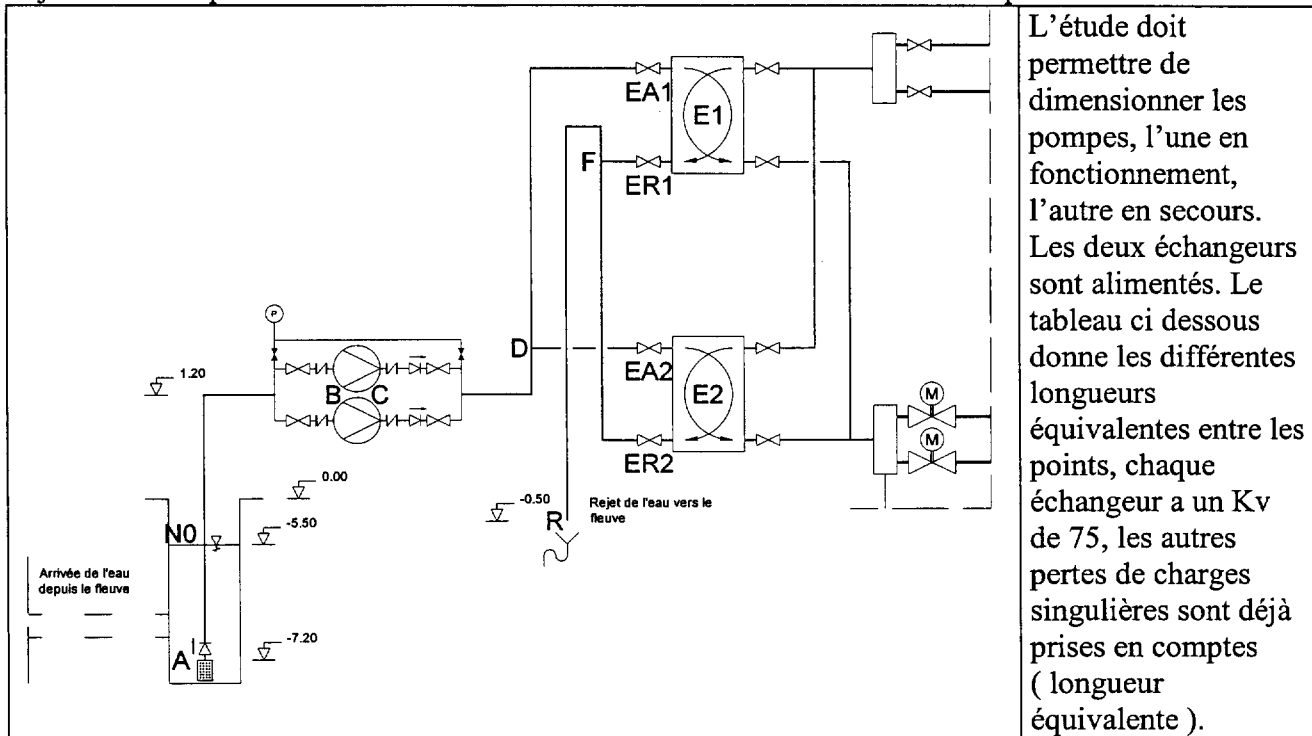 L'étude doit
permettre de
dimensionner les
pompes, l'une en
fonctionnement,
l'autre en secours.
Les deux échangeurs
sont alimentés. Le
tableau ci dessous
donne les différentes
longueurs
équivalentes entre les
points, chaque
échangeur a un Kv
de 75, les autres
pertes de charges
singulières sont déjà
prises en comptes
( longueur
équivalente ).
EA1
E1
F
ER1
P
D
EA2
1.20
B C
E2
M
M
ER2
0.00
-0.50
Rejet de l'eau vers le
fleuve
R
N0
-5.50
Arrivée de l'eau
depuis le fleuve
-7.20
A